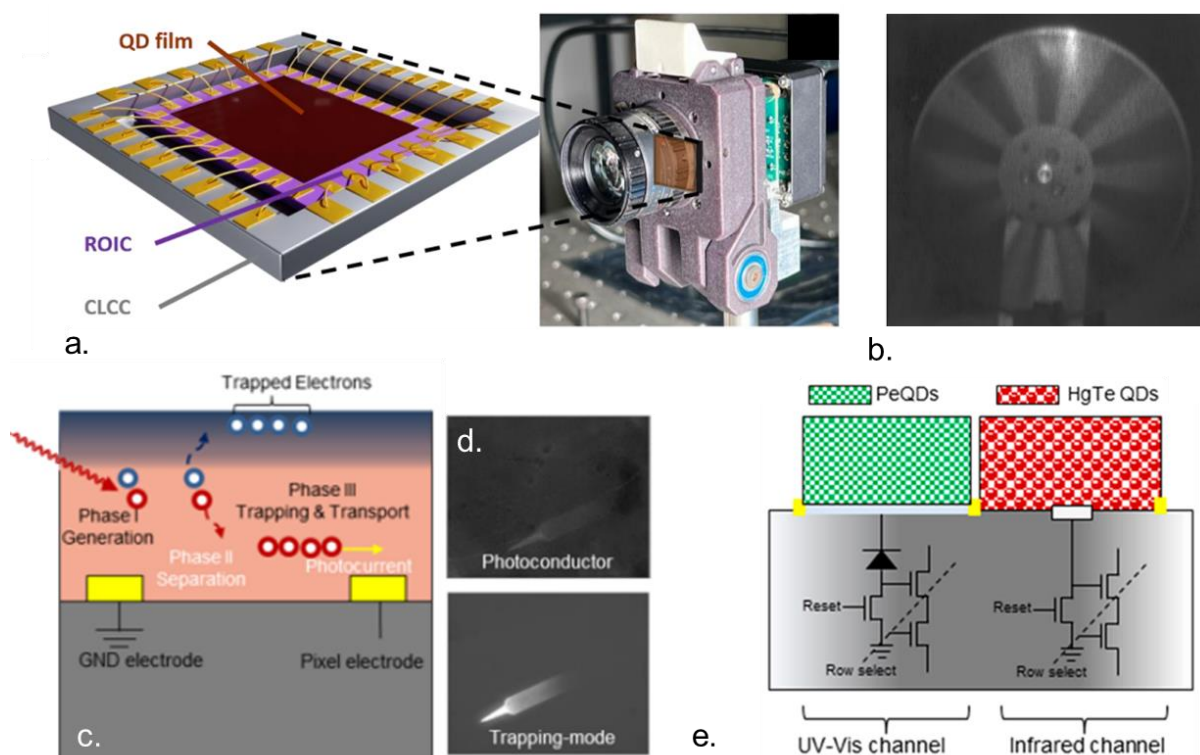 QD film
ROIC
CLCC
a.
b.
Trapped Electrons
Phase I
Generation
Phase II
Separation
Phase III
Trapping & Transport
Photocurrent
GND electrode
Pixel electrode
c.
d.
Photoconductor
Trapping-mode
PeQDs
HgTe QDs
Reset
Row select
Reset
Row select
UV-Vis channel
Infrared channel
e.